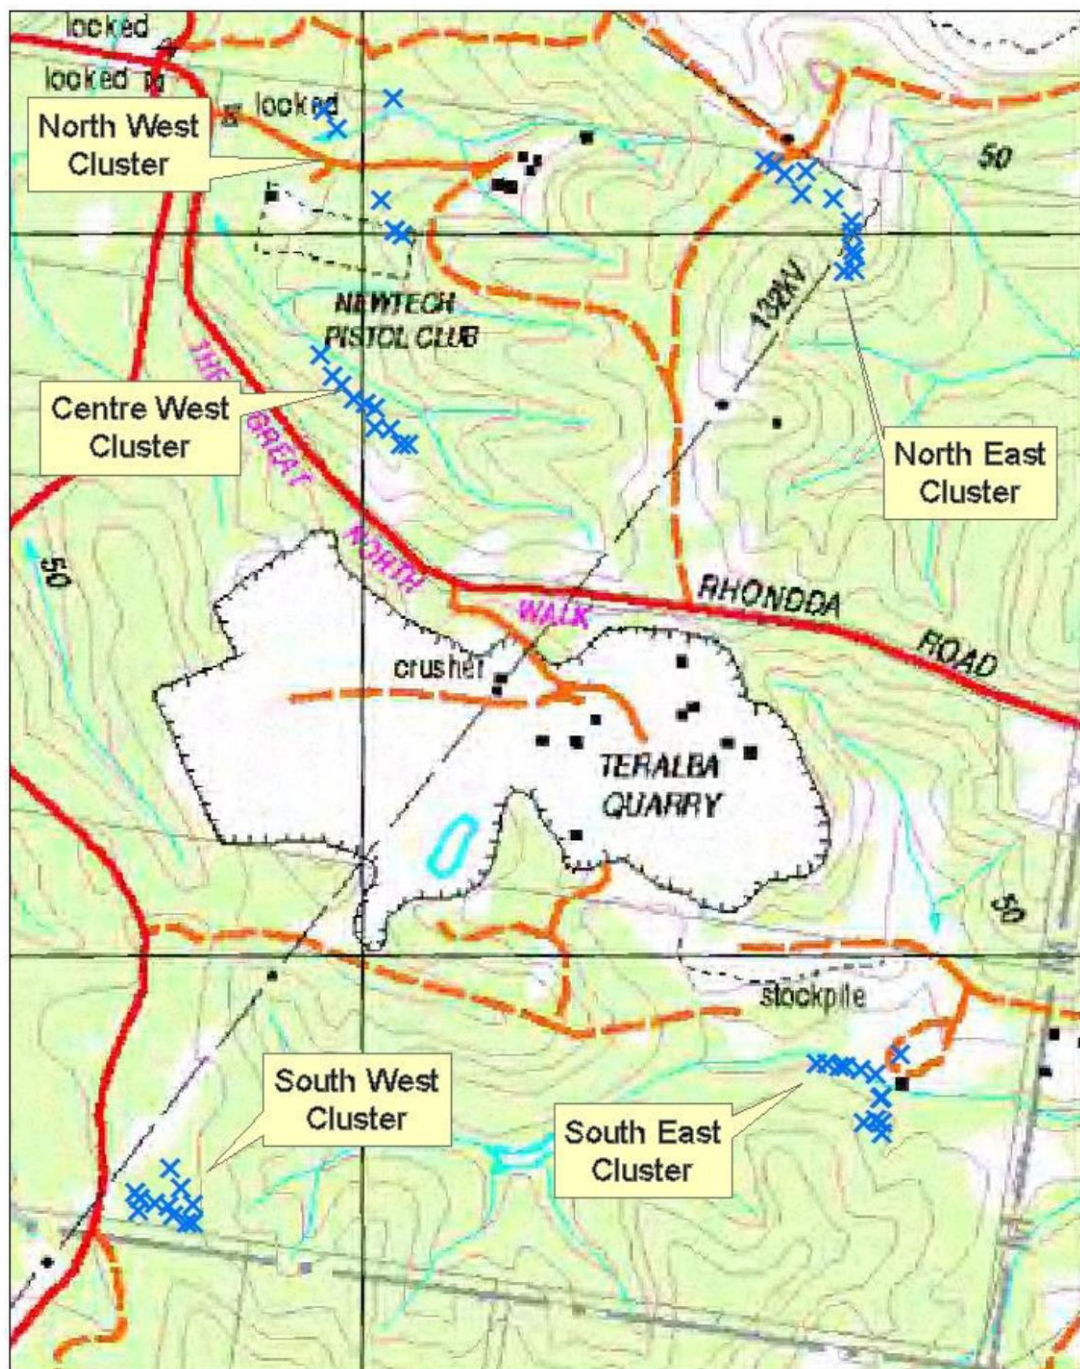 locked
locked
locked
North West
Cluster
50
132kV
NEWTECH
PISTOL CLUB
THE GREAT NORTH WALK
Centre West
Cluster
North East
Cluster
50
RHONDDA
ROAD
crusher
TERALBA
QUARRY
50
stockpile
South West
Cluster
South East
Cluster